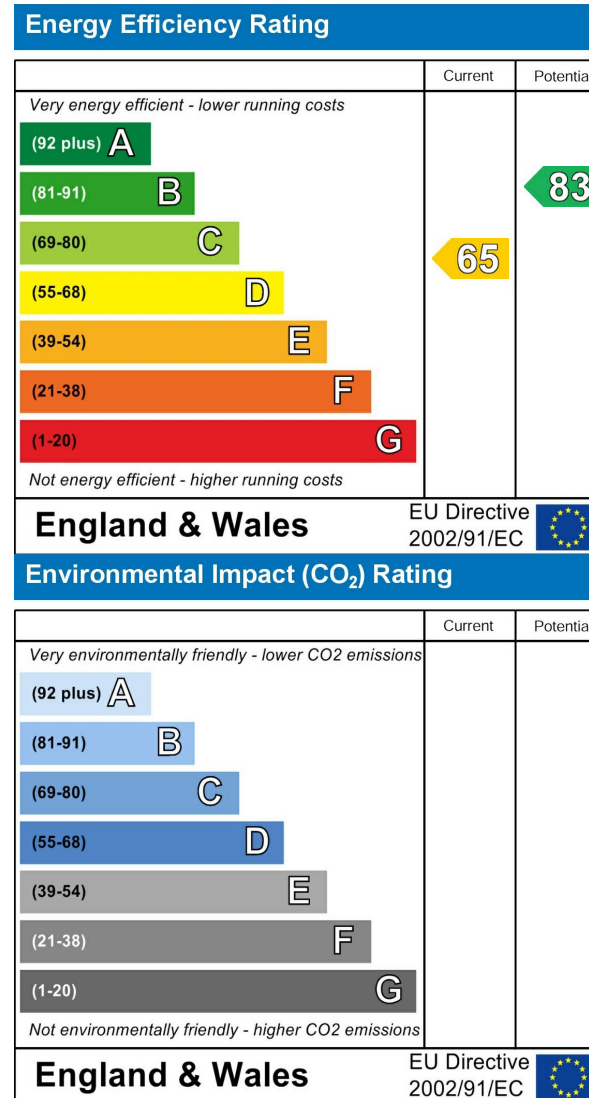 Energy Efficiency Rating
Current Potentia
Very energy efficient - lower running costs
(92 plus) A
(81-91) B
83
(69-80) C
65
(55-68) D
(39-54) E
(21-38) F
(1-20) G
Not energy efficient - higher running costs
England & Wales
EU Directive
2002/91/EC
Environmental Impact (CO₂) Rating
Current Potentia
Very environmentally friendly - lower CO2 emissions
(92 plus) A
(81-91) B
(69-80) C
(55-68) D
(39-54) E
(21-38) F
(1-20) G
Not environmentally friendly - higher CO2 emissions
England & Wales
EU Directive
2002/91/EC